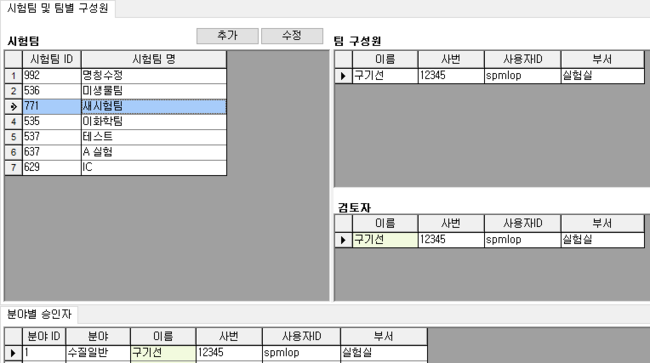 시험팀 및 팀별 구성원
시험팀
추가
수정
시험팀 ID 시험팀 명
1 992 명칭수정
2 536 미생물팀
771 새시험팀
4 535 이화학팀
5 537 테스트
6 637 A 실험
7 629 IC
팀 구성원
이름 사번 사용자ID 부서
구기선 12345 spmlop 실험실
검토자
이름 사번 사용자ID 부서
구기선 12345 spmlop 실험실
분야별 승인자
분야 ID 분야 이름 사번 사용자ID 부서
1 수질일반 구기선 12345 spmlop 실험실